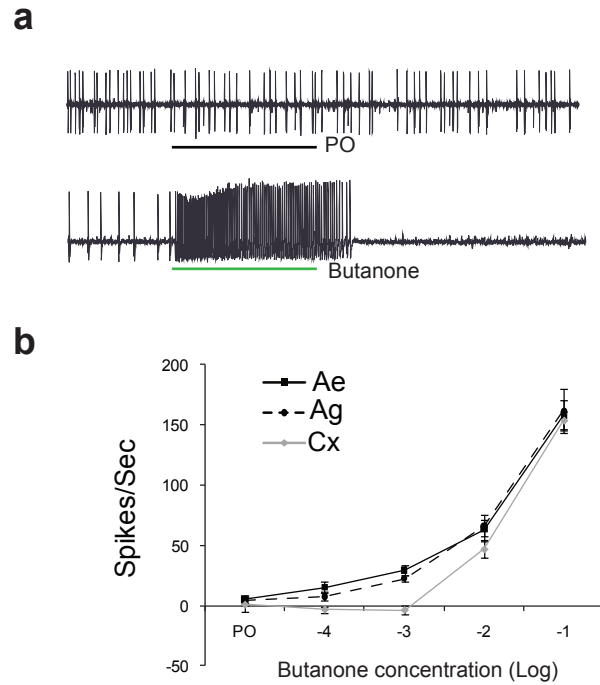 a
PO
Butanone
b
200
150
100
50
0
-50
Spikes/Sec
Ae
Ag
Cx
PO -4 -3 -2 -1
Butanone concentration (Log)